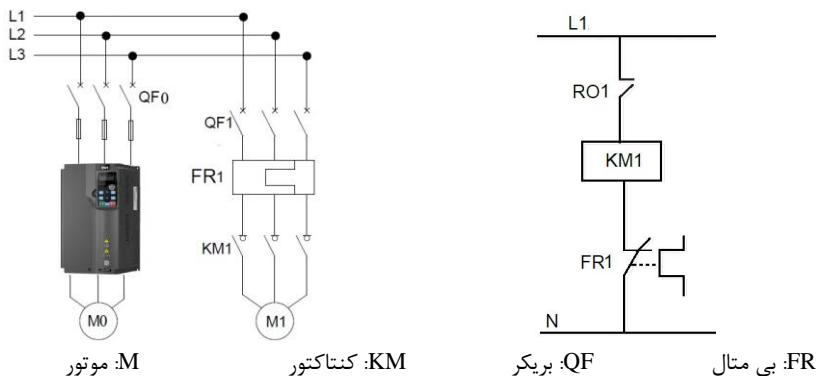 L1
L2
L3
QF0
QF1
FR1
KM1
M0
M1
L1
RO1
KM1
FR1
N
M: موتور
KM: کنتاکتور
QF: بریکر
FR: بی متال